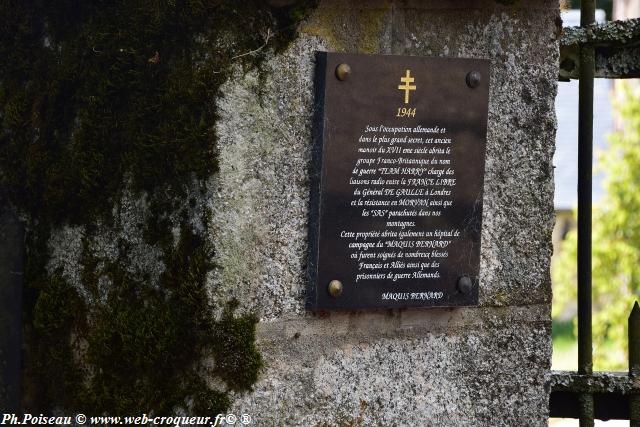 1944
Sous l'occupation allemande et
dans le plus grand secret, cet ancien
manoir du XVII eme siècle abrita le
groupe Franco-Britannique du nom
de guerre "TEAM HARRY" chargé des
liaisons radio entre la FRANCE LIBRE
du Général DE GAULLE à Londres
et la résistance en MORVAN ainsi que
les "SAS" parachutés dans nos
montagnes.
Cette propriété abrita également un hôpital de
campagne du "MAQUIS BERNARD"
où furent soignés de nombreux blessés
Français et Alliés ainsi que des
prisonniers de guerre Allemands.
MAQUIS BERNARD
Ph:Poiseau © www.web-croqueur.fr ®